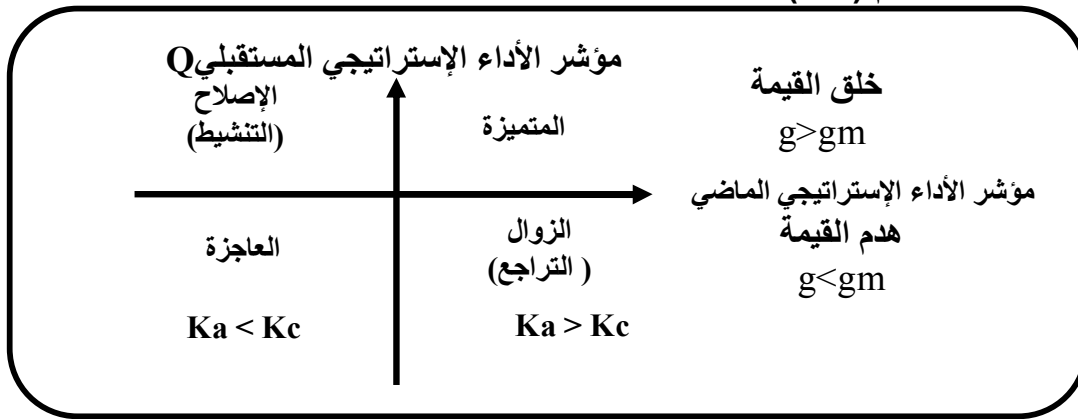 مؤشر الأداء الإستراتيجي المستقبليQ
الإصلاح
(التنشيط)
المتميزة
خلق القيمة
g>gm
مؤشر الأداء الإستراتيجي الماضي
هدم القيمة
g<gm
الزوال
( التراجع)
العاجزة
Ka > Kc
Ka < Kc